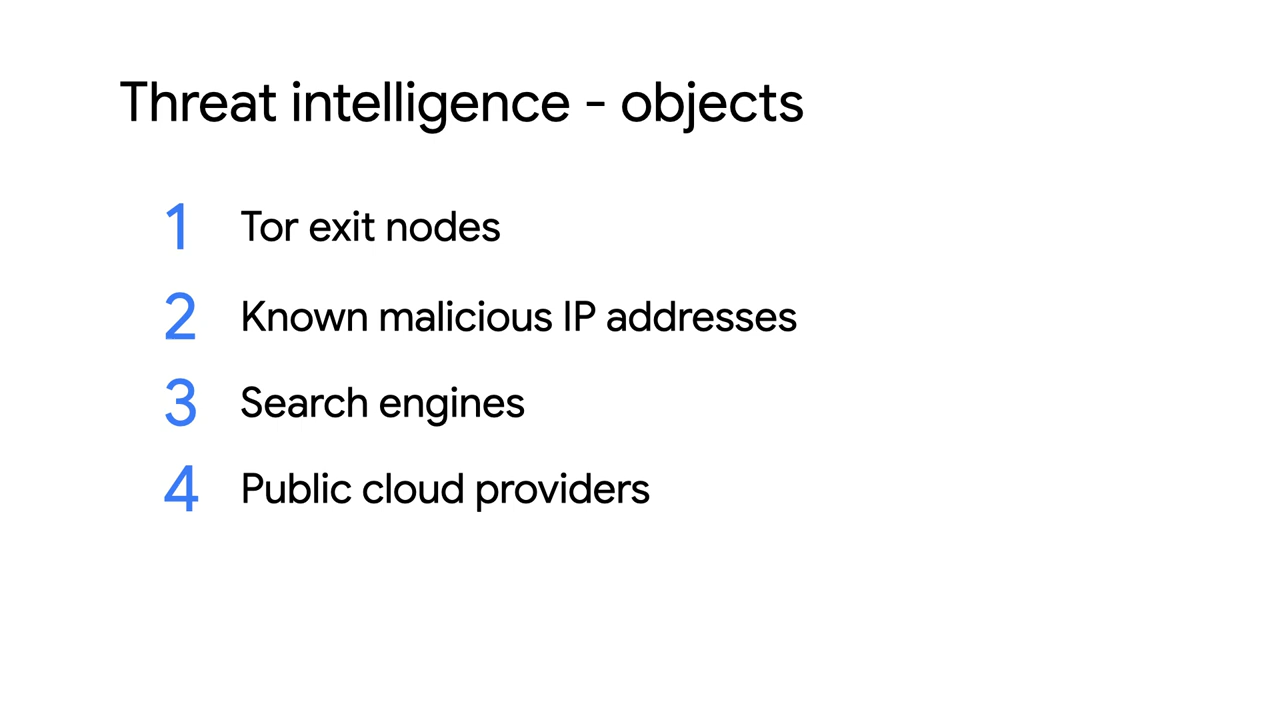 Threat intelligence - objects
1 Tor exit nodes
2 Known malicious IP addresses
3 Search engines
4 Public cloud providers